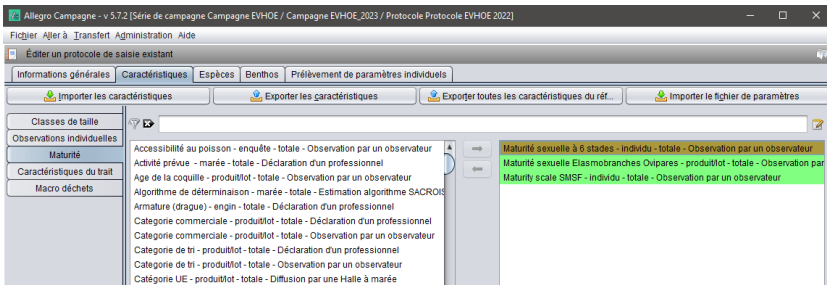 Allegro Campagne - v 5.7.2 [Série de campagne Campagne EVHOE / Campagne EVHOE_2023 / Protocole Protocole EVHOE 2022]
Fichier Aller à Transfert Administration Aide
Éditer un protocole de saisie existant
Informations générales Caractéristiques Espèces Benthos Prélèvement de paramètres individuels
Importer les caractéristiques Exporter les caractéristiques Exporter toutes les caractéristiques du réf... Importer le fichier de paramètres
Classes de taille
Observations individuelles
Maturité
Caractéristiques du trait
Macro déchets
Accessibilité au poisson - enquête - totale - Observation par un observateur
Activité prévue - marée - totale - Déclaration d'un professionnel
Age de la coquille - produit/lot - totale - Observation par un observateur
Algorithme de déterminaison - marée - totale - Estimation algorithme SACROIS
Armature (drague) - engin - totale - Déclaration d'un professionnel
Categorie commerciale - produit/lot - totale - Déclaration d'un professionnel
Categorie commerciale - produit/lot - totale - Observation par un observateur
Categorie de tri - produit/lot - totale - Déclaration d'un professionnel
Categorie de tri - produit/lot - totale - Observation par un observateur
Catégorie UE - produit/lot - totale - Diffusion par une Halle à marée
Maturité sexuelle à 6 stades - individu - totale - Observation par un observateur
Maturité sexuelle Elasmobranches Ovipares - produit/lot - totale - Observation par
Maturity scale SMSF - individu - totale - Observation par un observateur